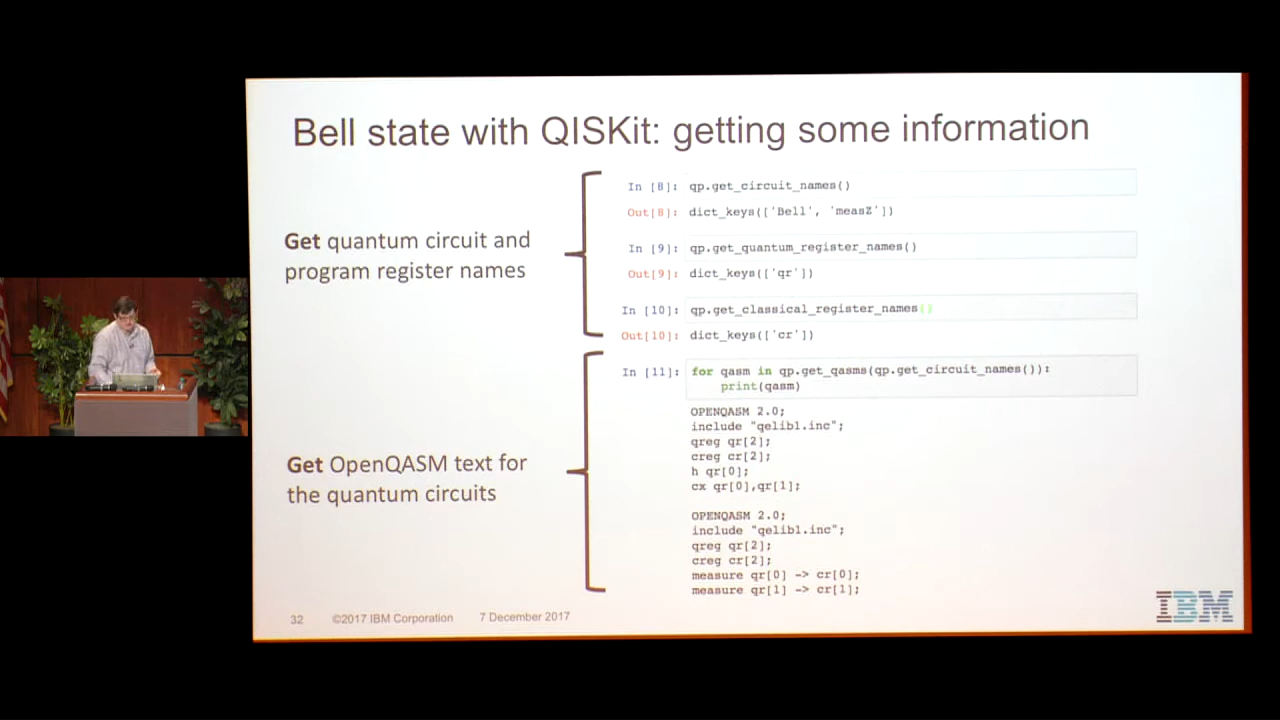 Bell state with QISKit: getting some information
Get quantum circuit and
program register names
In [8]: qp.get_circuit_names()
Out[8]: dict_keys(['Bell', 'measZ'])
In [9]: qp.get_quantum_register_names()
Out[9]: dict_keys(['qr'])
In [10]: qp.get_classical_register_names()
Out[10]: dict_keys(['cr'])
Get OpenQASM text for
the quantum circuits
In [11]: for qasm in qp.get_qasms(qp.get_circuit_names()):
print(qasm)
OPENQASM 2.0;
include "qelib1.inc";
qreg qr[2];
creg cr[2];
h qr[0];
cx qr[0],qr[1];
OPENQASM 2.0;
include "qelib1.inc";
qreg qr[2];
creg cr[2];
measure qr[0] -> cr[0];
measure qr[1] -> cr[1];
32 ©2017 IBM Corporation 7 December 2017
IBM